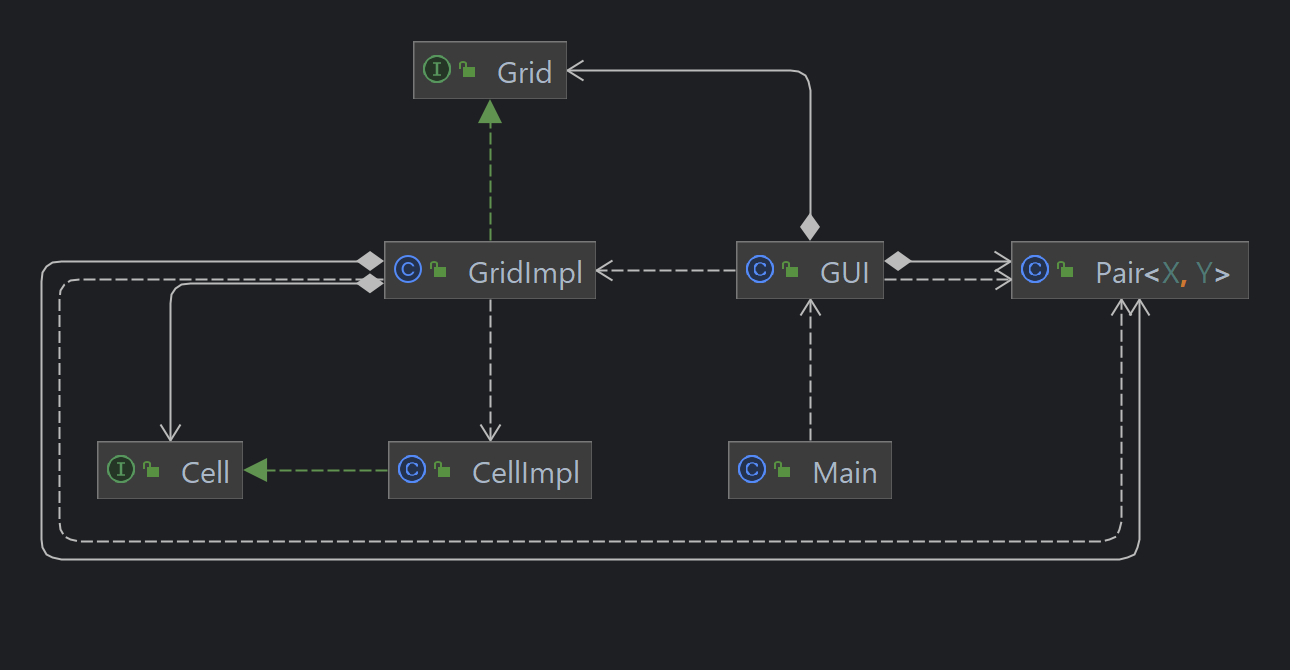 I Grid
C GridImpl
C GUI
C Pair<X, Y>
I Cell
C CellImpl
C Main